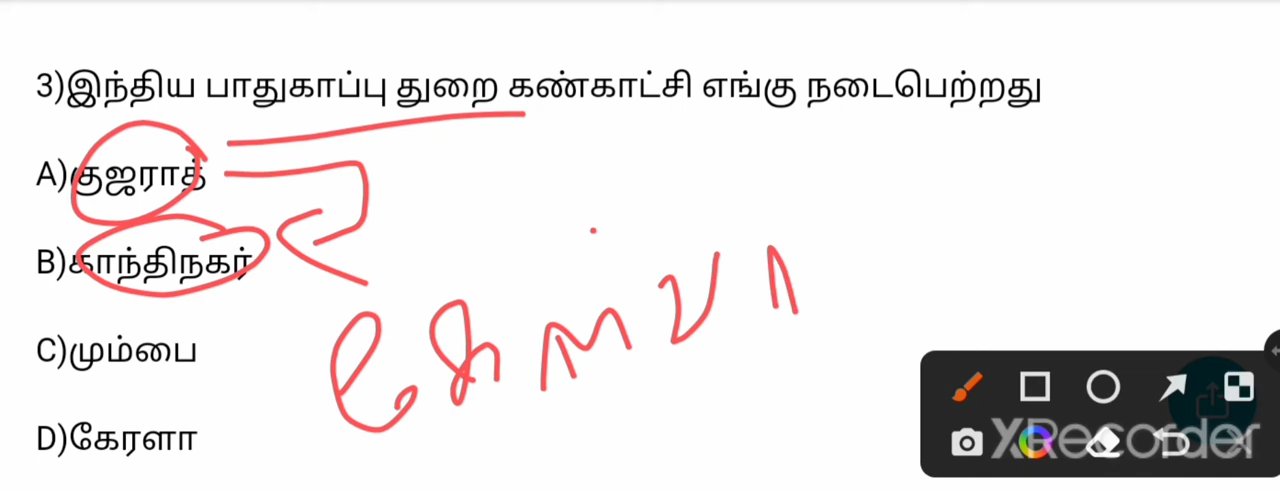 3)இந்திய பாதுகாப்பு துறை கண்காட்சி எங்கு நடைபெற்றது
A)குஜராத்
B)காந்திநகர்
C)மும்பை
D)கேரளா
XRecorder